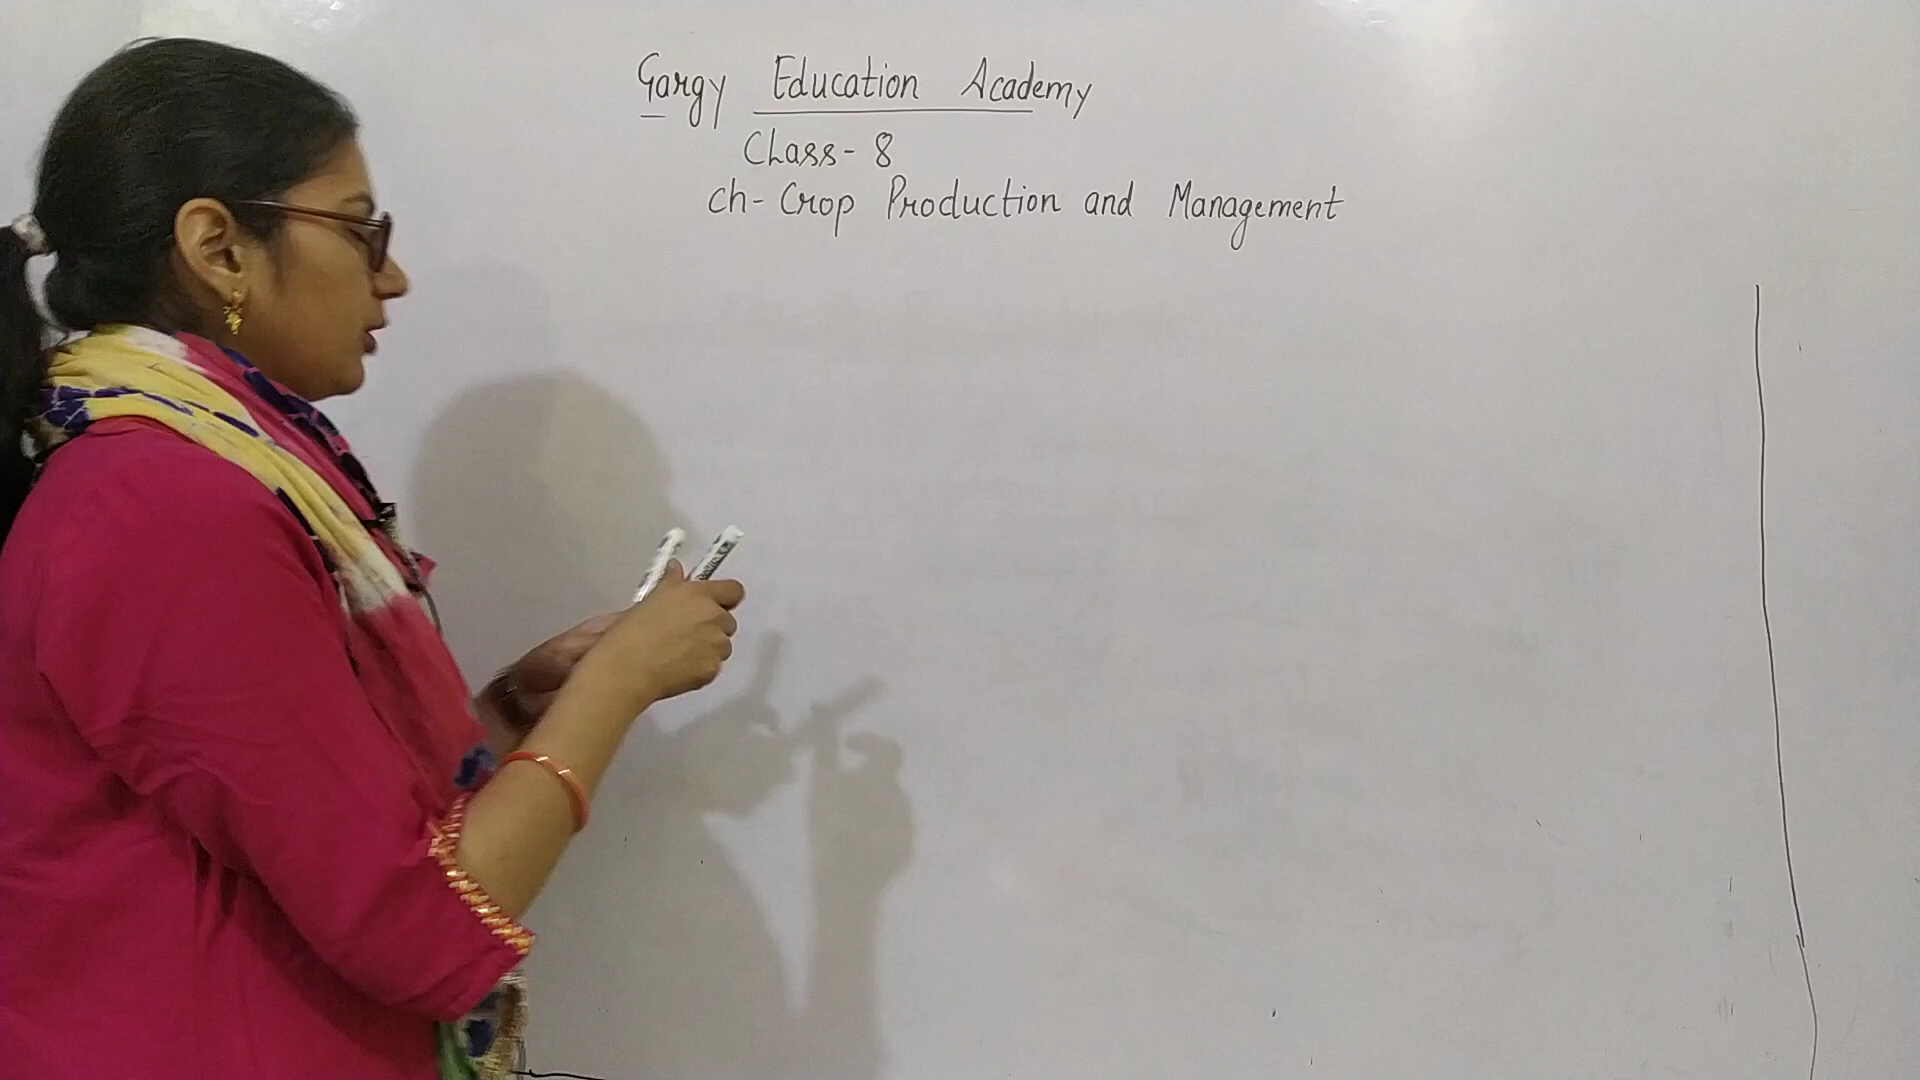 Gargy Education Academy
Class - 8
ch - Crop Production and Management